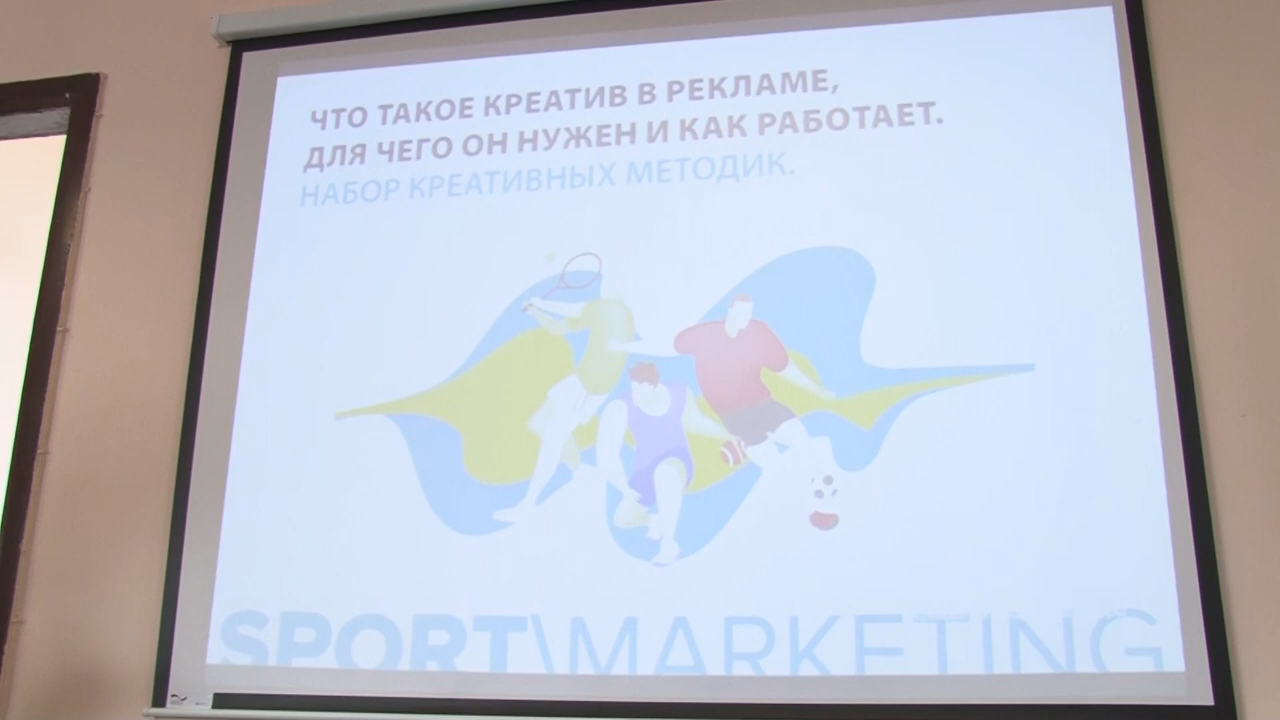 ЧТО ТАКОЕ КРЕАТИВ В РЕКЛАМЕ,
ДЛЯ ЧЕГО ОН НУЖЕН И КАК РАБОТАЕТ.
НАБОР КРЕАТИВНЫХ МЕТОДИК.
SPORT\MARKETING